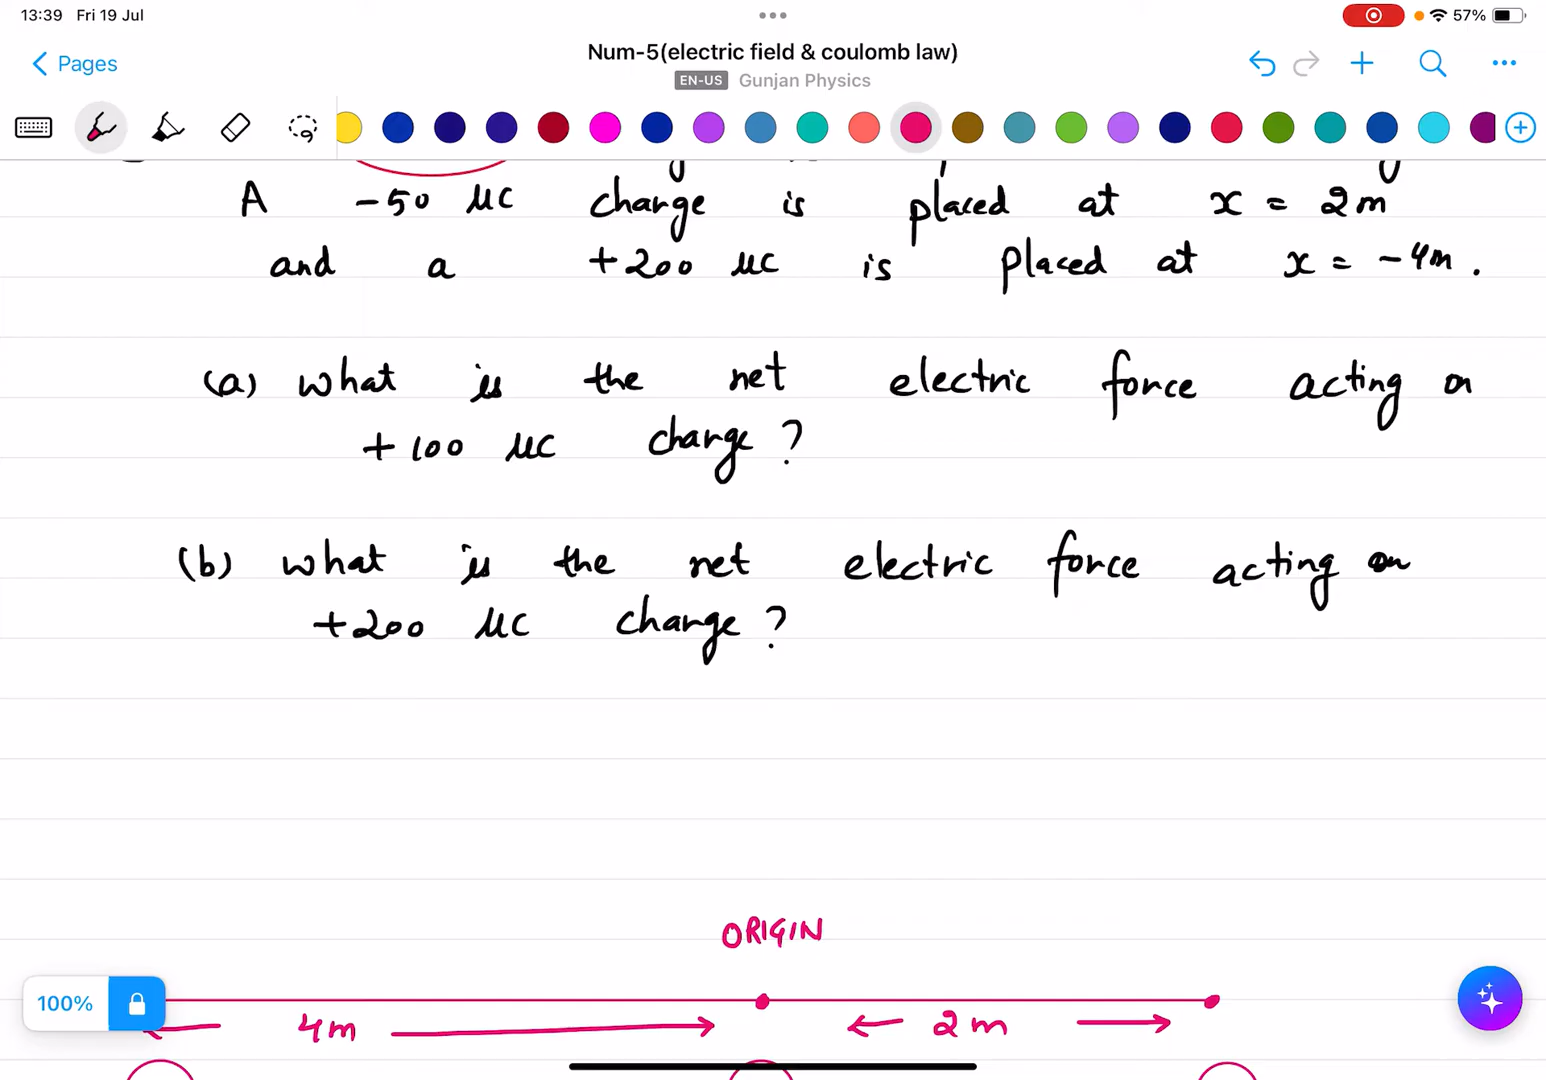 13:39 Fri 19 Jul
57%
Pages
Num-5(electric field & coulomb law)
EN-US Gunjan Physics
A -50 μC charge is placed at x = 2m
and a +200 μC is placed at x = -4m.
(a) what is the net electric force acting on
+100 μC charge?
(b) what is the net electric force acting on
+200 μC charge?
ORIGIN
100%
4m
2m